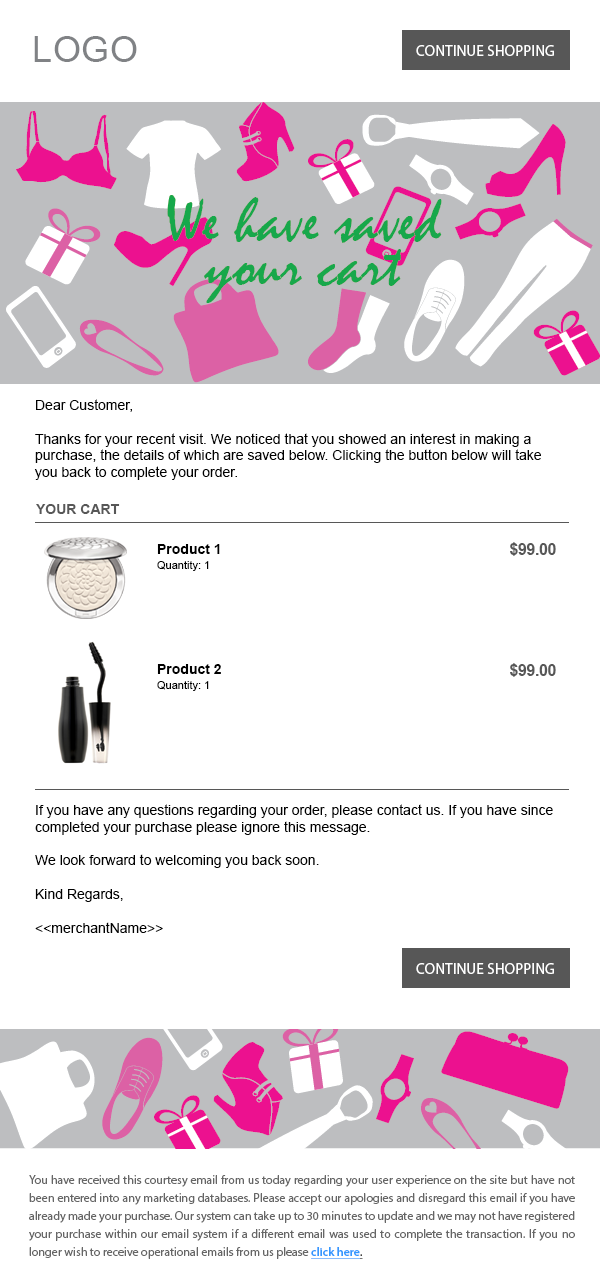 LOGO
CONTINUE SHOPPING
We have saved
your cart
Dear Customer,
Thanks for your recent visit. We noticed that you showed an interest in making a
purchase, the details of which are saved below. Clicking the button below will take
you back to complete your order.
YOUR CART
Product 1
$99.00
Quantity: 1
Product 2
$99.00
Quantity: 1
If you have any questions regarding your order, please contact us. If you have since
completed your purchase please ignore this message.
We look forward to welcoming you back soon.
Kind Regards,
<<merchantName>>
CONTINUE SHOPPING
You have received this courtesy email from us today regarding your user experience on the site but have not
been entered into any marketing databases. Please accept our apologies and disregard this email if you have
already made your purchase. Our system can take up to 30 minutes to update and we may not have registered
your purchase within our email system if a different email was used to complete the transaction. If you no
longer wish to receive operational emails from us please click here.